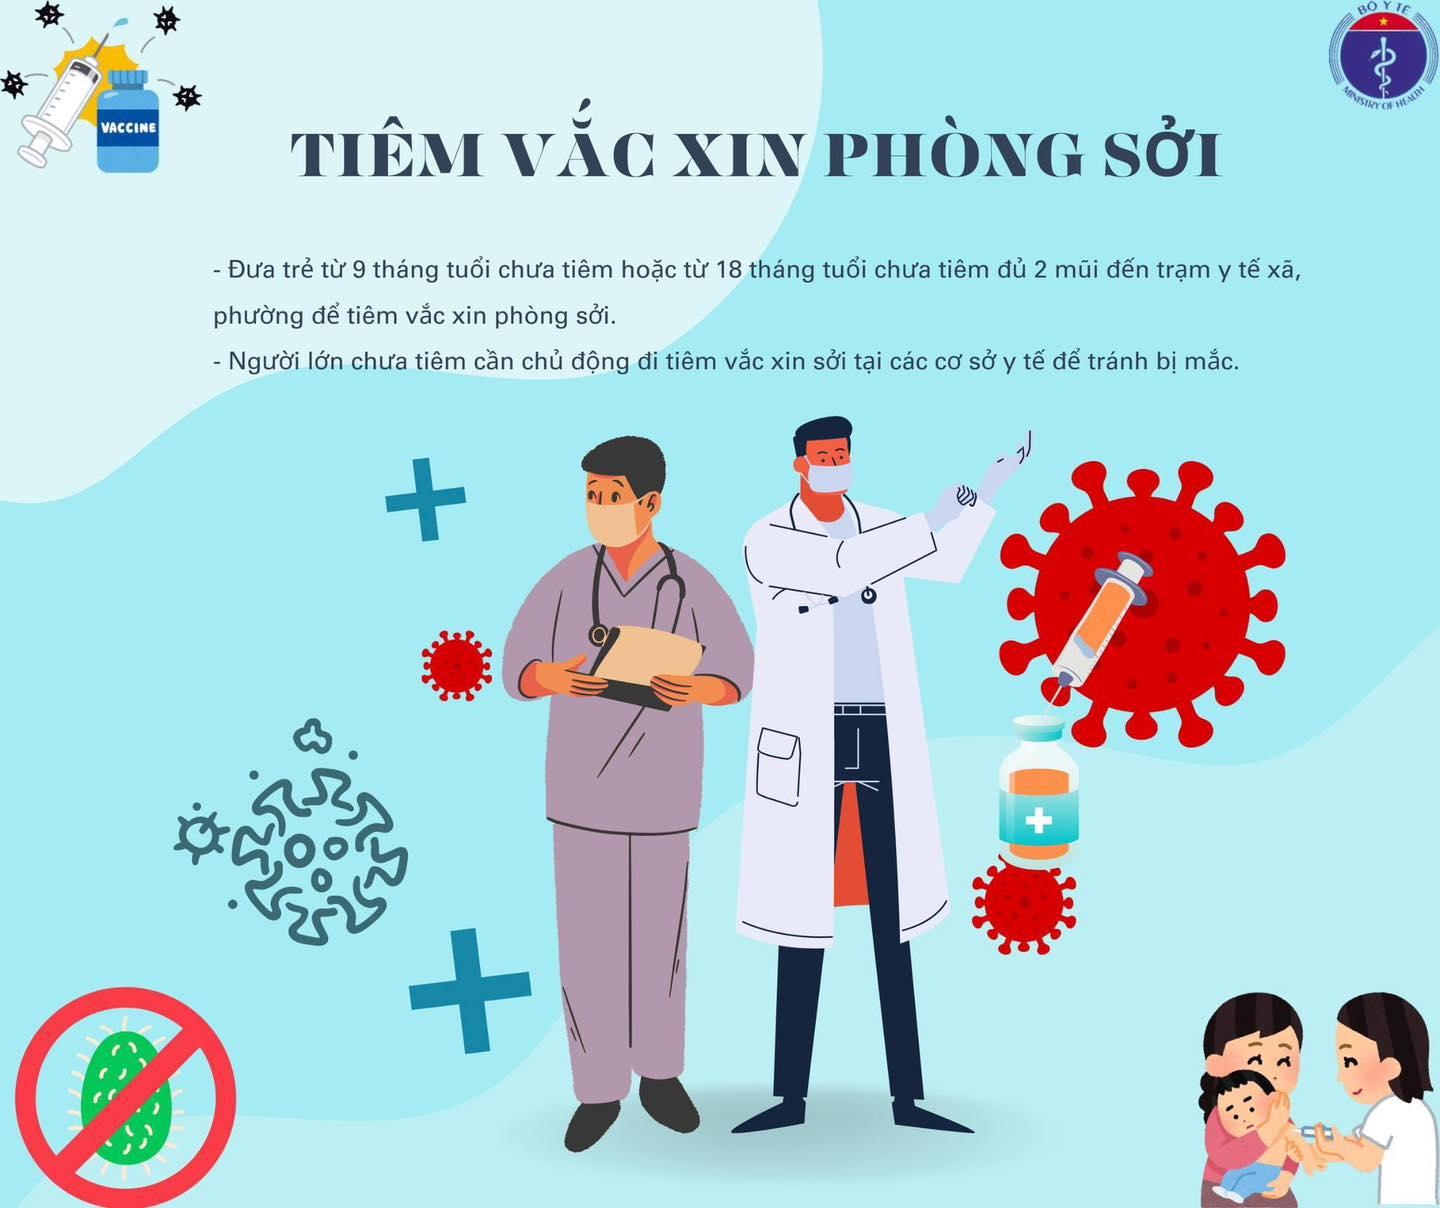 BỘ Y TẾ
MINISTRY OF HEALTH
VACCINE
TIÊM VẮC XIN PHÒNG SỞI
- Đưa trẻ từ 9 tháng tuổi chưa tiêm hoặc từ 18 tháng tuổi chưa tiêm đủ 2 mũi đến trạm y tế xã,
phường để tiêm vắc xin phòng sởi.
- Người lớn chưa tiêm cần chủ động đi tiêm vắc xin sởi tại các cơ sở y tế để tránh bị mắc.